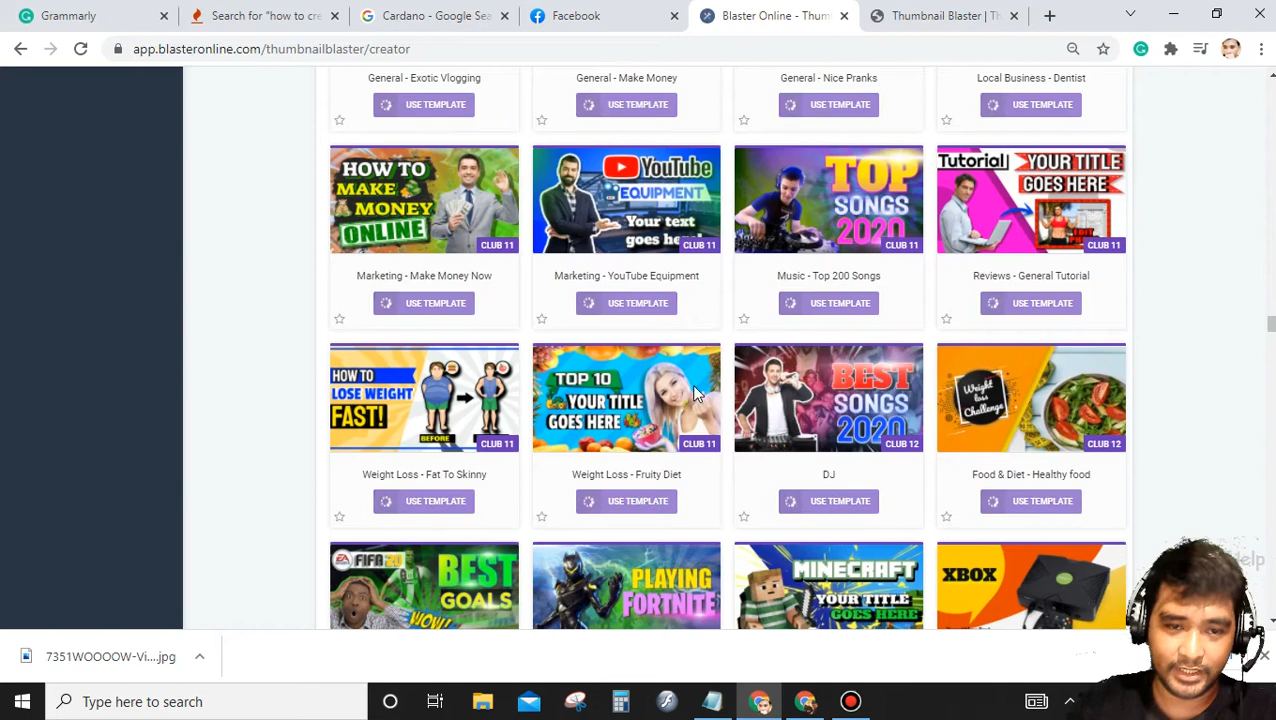 Grammarly
Search for "how to cre
Cardano - Google Sea
Facebook
Blaster Online - Thum
Thumbnail Blaster | Th
app.blasteronline.com/thumbnailblaster/creator
General - Exotic Vlogging
General - Make Money
General - Nice Pranks
Local Business - Dentist
USE TEMPLATE
USE TEMPLATE
USE TEMPLATE
USE TEMPLATE
HOW TO
MAKE
MONEY
ONLINE
CLUB 11
YouTube
EQUIPMENT
Your text
goes here
CLUB 11
TOP
SONGS
2020
CLUB 11
Tutorial
YOUR TITLE
GOES HERE
CLUB 11
Marketing - Make Money Now
Marketing - YouTube Equipment
Music - Top 200 Songs
Reviews - General Tutorial
USE TEMPLATE
USE TEMPLATE
USE TEMPLATE
USE TEMPLATE
HOW TO
LOSE WEIGHT
FAST!
BEFORE
CLUB 11
TOP 10
YOUR TITLE
GOES HERE
CLUB 11
BEST
SONGS
2020
CLUB 12
Weight
loss
Challenge
CLUB 12
Weight Loss - Fat To Skinny
Weight Loss - Fruity Diet
DJ
Food & Diet - Healthy food
USE TEMPLATE
USE TEMPLATE
USE TEMPLATE
USE TEMPLATE
EA
SPORTS
FIFA 20
BEST
GOALS
WOW!
PLAYING
FORTNITE
MINECRAFT
YOUR TITLE
GOES HERE
XBOX
Help
7351WOOOOW-Vi....jpg
Type here to search